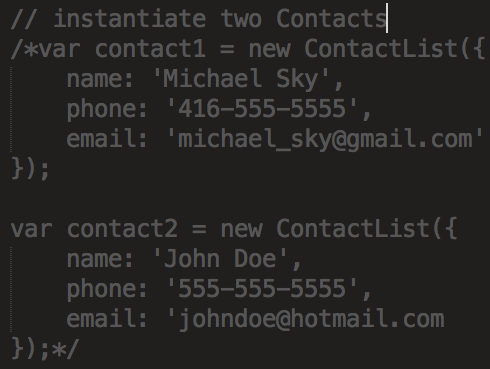 // instantiate two Contacts
/*var contact1 = new ContactList({
    name: 'Michael Sky',
    phone: '416-555-5555',
    email: 'michael_sky@gmail.com'
});

var contact2 = new ContactList({
    name: 'John Doe',
    phone: '555-555-5555',
    email: 'johndoe@hotmail.com
});*/